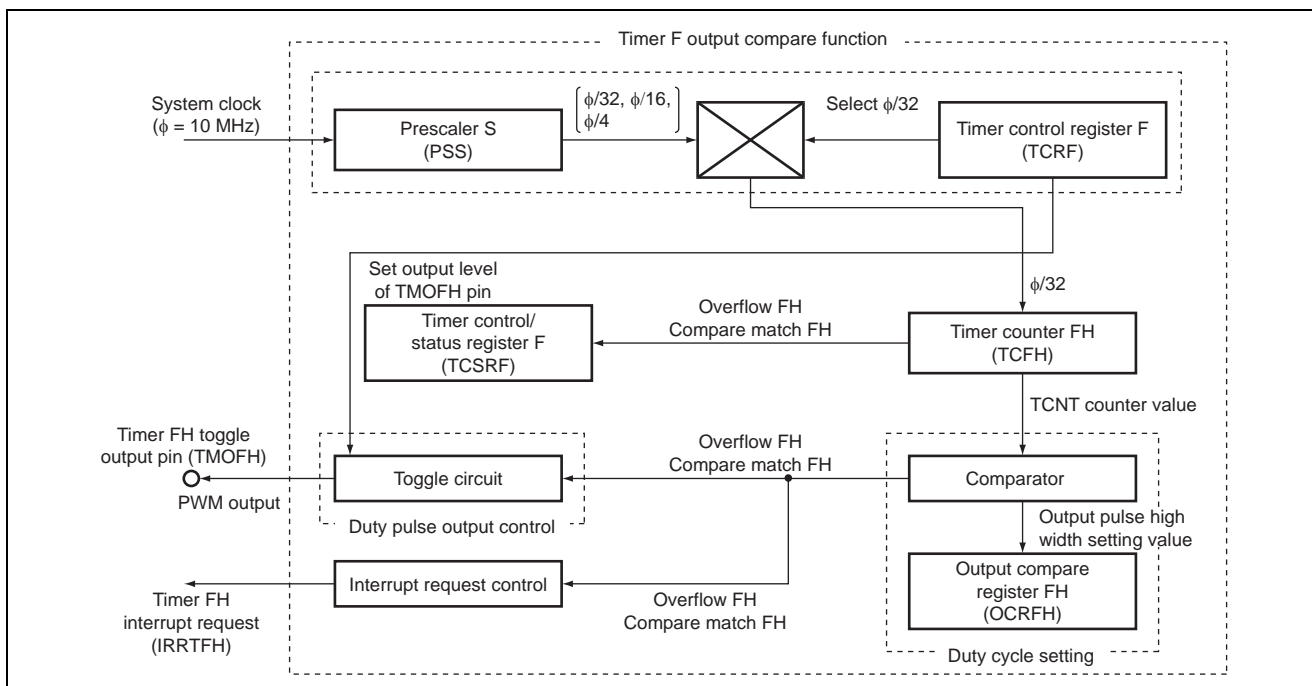 Timer F output compare function
System clock
(ϕ = 10 MHz)
Prescaler S
(PSS)
ϕ/32, ϕ/16,
ϕ/4
Select ϕ/32
Timer control register F
(TCRF)
Set output level
of TMOFH pin
ϕ/32
Timer control/
status register F
(TCSRF)
Overflow FH
Compare match FH
Timer counter FH
(TCFH)
TCNT counter value
Timer FH toggle
output pin (TMOFH)
PWM output
Toggle circuit
Duty pulse output control
Overflow FH
Compare match FH
Comparator
Output pulse high
width setting value
Interrupt request control
Timer FH
interrupt request
(IRRTFH)
Overflow FH
Compare match FH
Output compare
register FH
(OCRFH)
Duty cycle setting